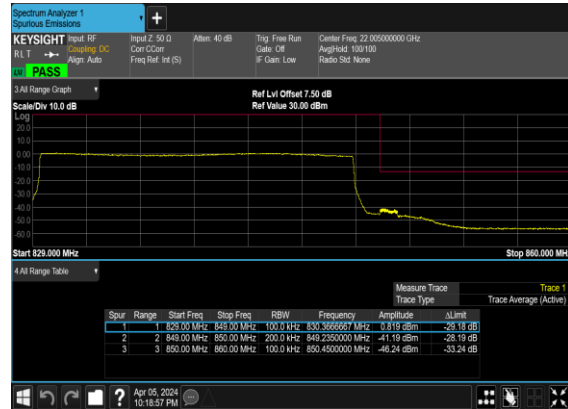 Spectrum Analyzer 1
Spurious Emissions
+
KEYSIGHT Input: RF Input Z: 50 Ω Atten: 40 dB Trig: Free Run Center Freq: 22.005000000 GHz
RLT Coupling: DC Corr CCorr Gate: Off Avg|Hold: 100/100
Align: Auto Freq Ref: Int (S) IF Gain: Low Radio Std: None
LW PASS
3 All Range Graph
Ref Lvl Offset 7.50 dB
Scale/Div 10.0 dB Ref Value 30.00 dBm
Log
20.0
10.0
0.00
-10.0
-20.0
-30.0
-40.0
-50.0
-60.0
Start 829.000 MHz Stop 860.000 MH
4 All Range Table
Measure Trace Trace 1
Trace Type Trace Average (Active)
Spur Range Start Freq Stop Freq RBW Frequency Amplitude ΔLimit
1 1 829.00 MHz 849.00 MHz 100.0 kHz 830.3666667 MHz 0.819 dBm -29.18 dB
2 2 849.00 MHz 850.00 MHz 200.0 kHz 849.2350000 MHz -41.19 dBm -28.19 dB
3 3 850.00 MHz 860.00 MHz 100.0 kHz 850.4500000 MHz -46.24 dBm -33.24 dB
? Apr 05, 2024
10:18:57 PM